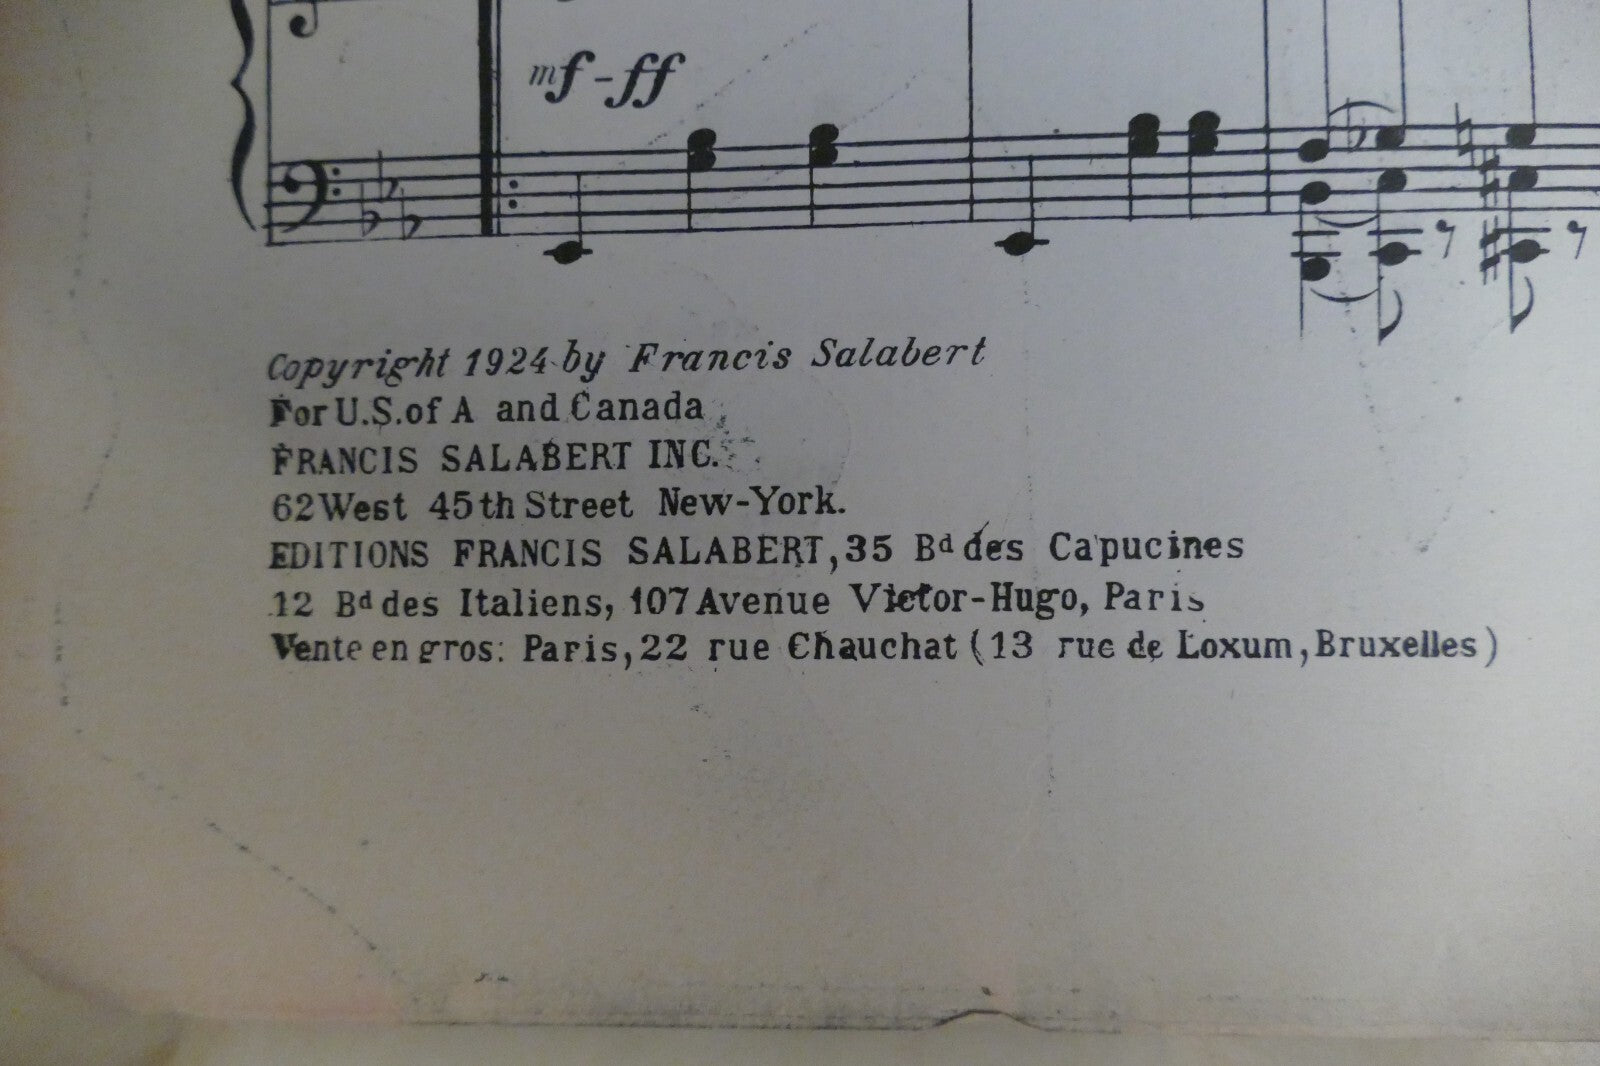 mf-ff
Copyright 1924 by Francis Salabert
For U.S. of A and Canada
FRANCIS SALABERT INC.
62 West 45th Street New-York.
EDITIONS FRANCIS SALABERT, 35 Bd des Capucines
12 Bd des Italiens, 107 Avenue Victor-Hugo, Paris
Vente en gros: Paris, 22 rue Chauchat (13 rue de Loxum, Bruxelles)